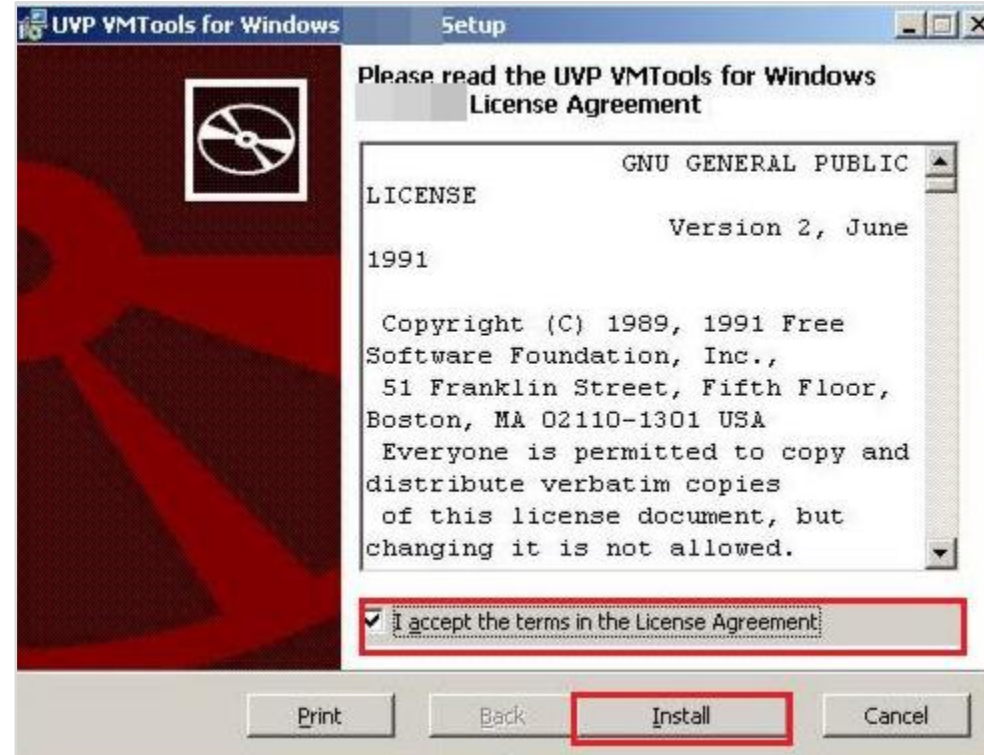 UVP VMTools for Windows Setup
Please read the UVP VMTools for Windows
License Agreement
GNU GENERAL PUBLIC
LICENSE
Version 2, June
1991
Copyright (C) 1989, 1991 Free
Software Foundation, Inc.,
51 Franklin Street, Fifth Floor,
Boston, MA 02110-1301 USA
Everyone is permitted to copy and
distribute verbatim copies
of this license document, but
changing it is not allowed.
I accept the terms in the License Agreement
Print Back Install Cancel